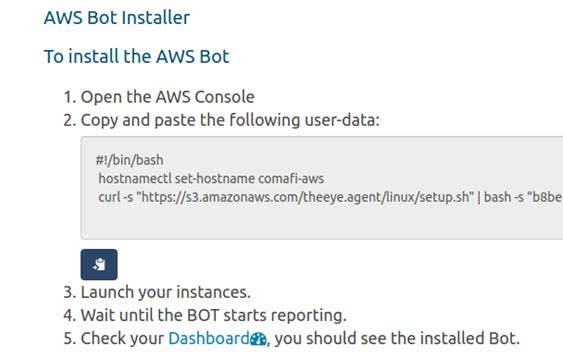 AWS Bot Installer
To install the AWS Bot
1. Open the AWS Console
2. Copy and paste the following user-data:
#!/bin/bash
hostnamectl set-hostname comafi-aws
curl -s "https://s3.amazonaws.com/theeye.agent/linux/setup.sh" | bash -s "b8be
3. Launch your instances.
4. Wait until the BOT starts reporting.
5. Check your Dashboard, you should see the installed Bot.